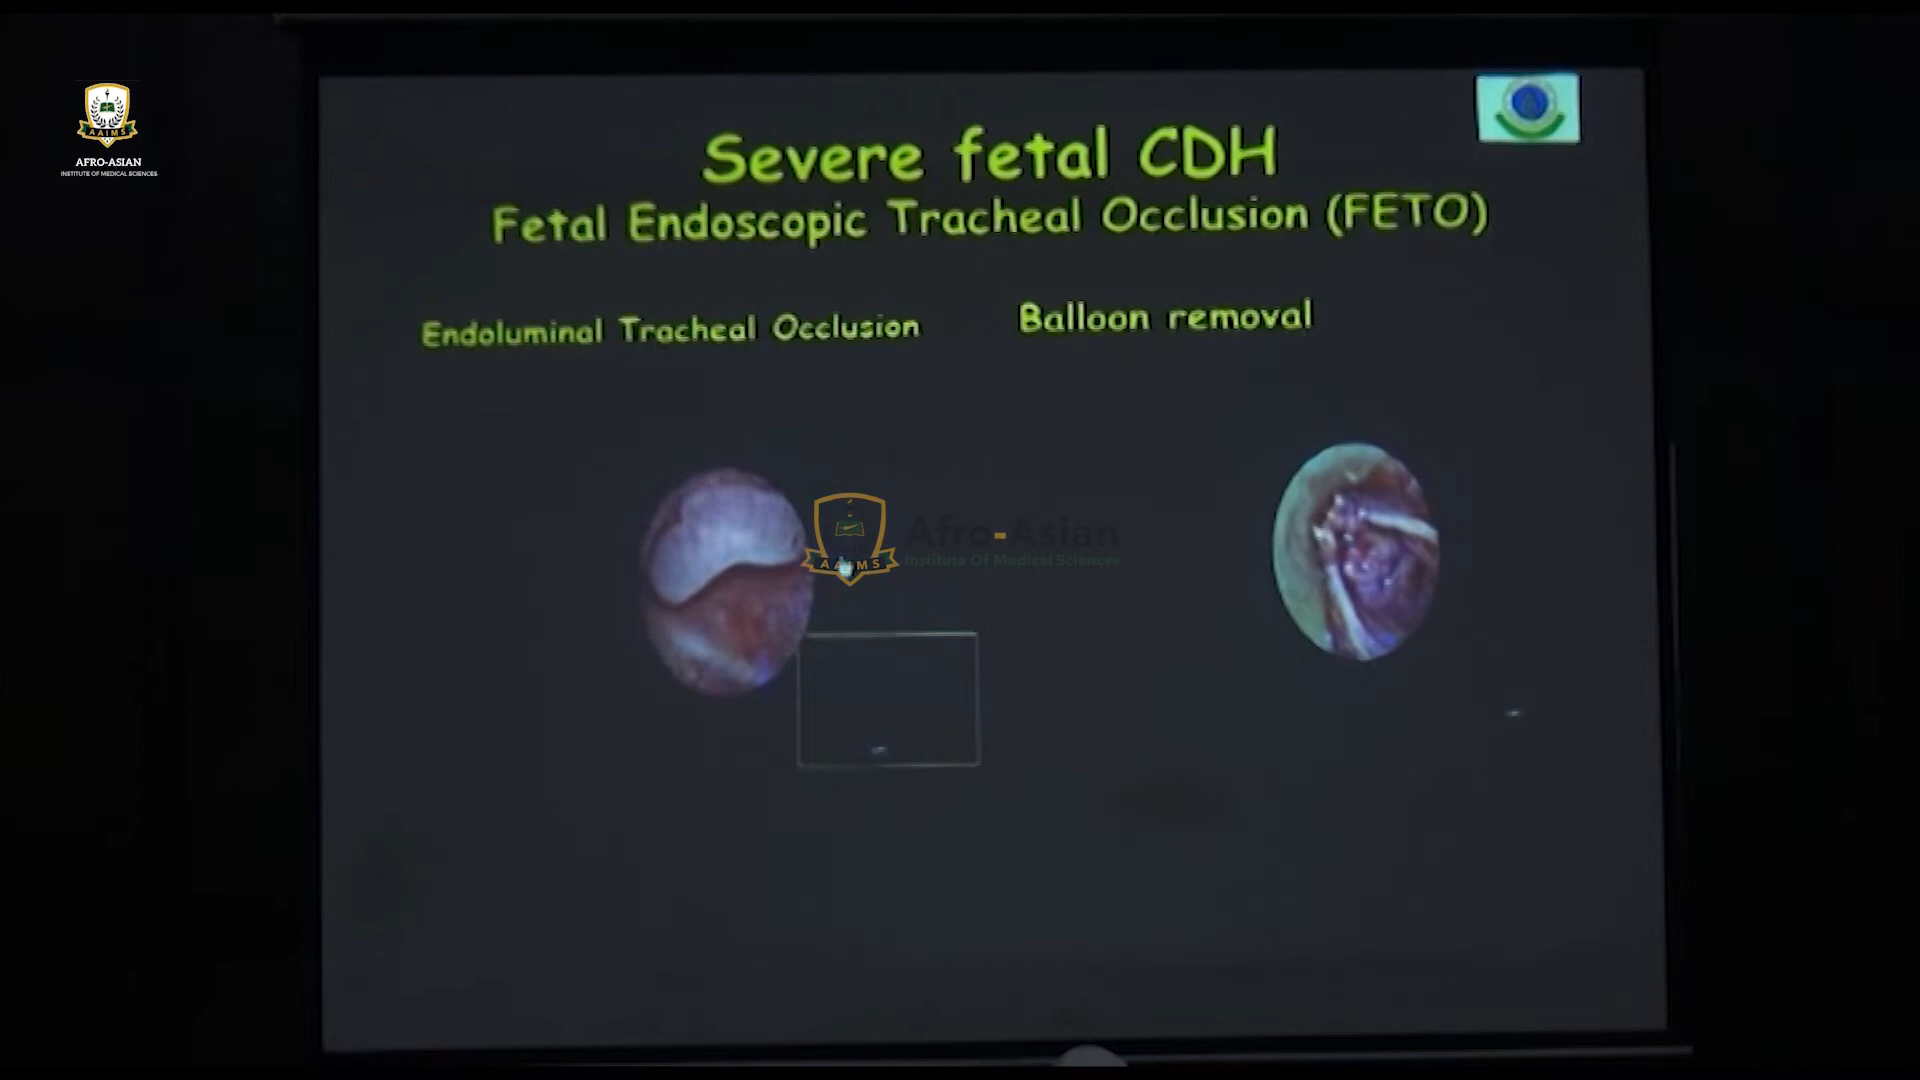 AAIMS
AFRO-ASIAN
INSTITUTE OF MEDICAL SCIENCES
Severe fetal CDH
Fetal Endoscopic Tracheal Occlusion (FETO)
Endoluminal Tracheal Occlusion
Balloon removal
Afro-Asian
AAIMS
Institute Of Medical Sciences